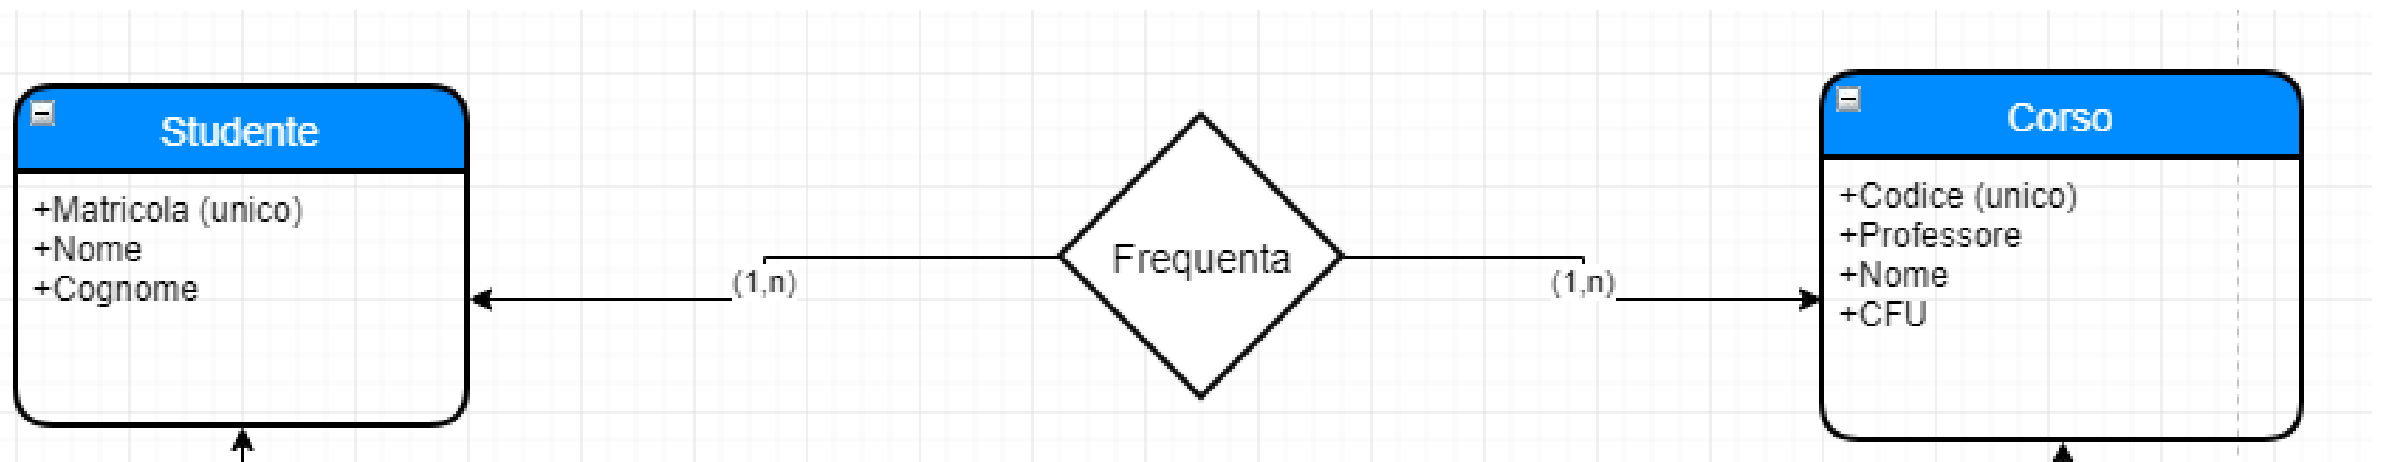 Studente
+Matricola (unico)
+Nome
+Cognome
(1,n)
Frequenta
(1,n)
Corso
+Codice (unico)
+Professore
+Nome
+CFU